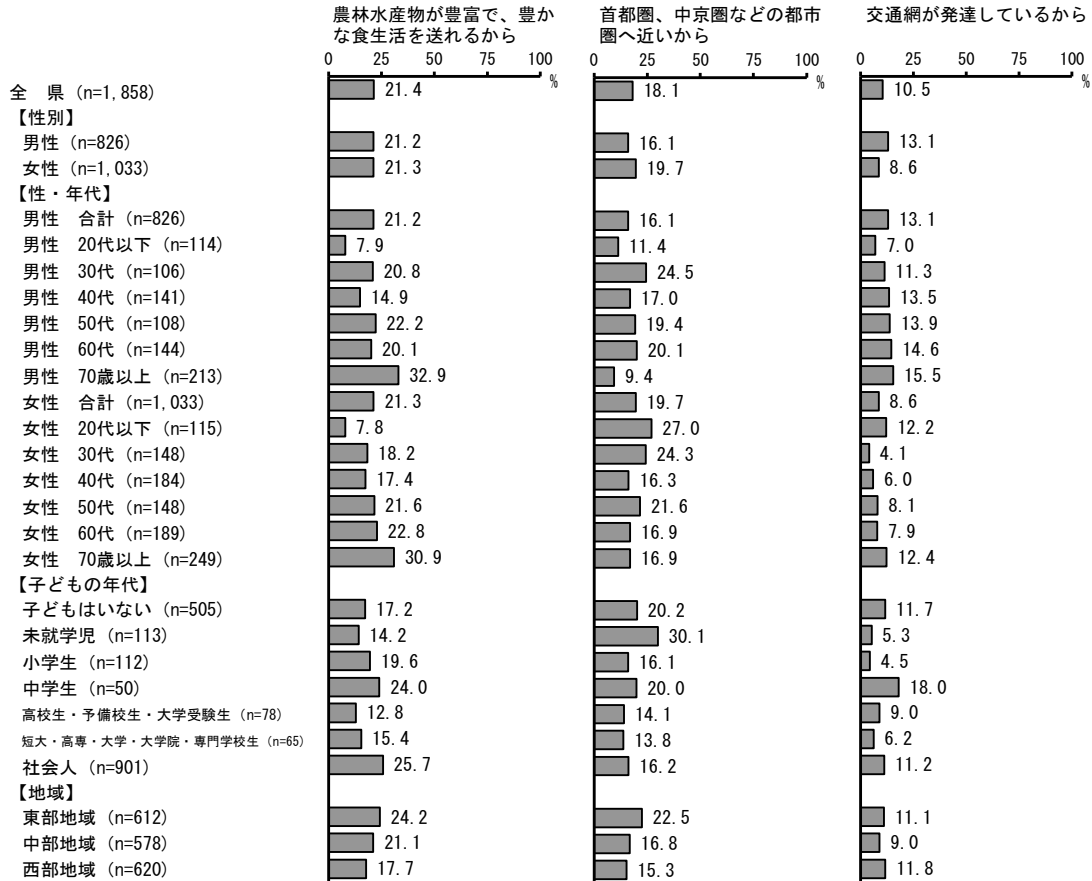 農林水産物が豊富で、豊か
な食生活を送れるから
首都圏、中京圏などの都市
圏へ近いから
交通網が発達しているから
0 25 50 75 100 % 0 25 50 75 100 % 0 25 50 75 100 %
全　県 (n=1,858) 21.4 18.1 10.5
【性別】
男性 (n=826) 21.2 16.1 13.1
女性 (n=1,033) 21.3 19.7 8.6
【性・年代】
男性　合計 (n=826) 21.2 16.1 13.1
男性　20代以下 (n=114) 7.9 11.4 7.0
男性　30代 (n=106) 20.8 24.5 11.3
男性　40代 (n=141) 14.9 17.0 13.5
男性　50代 (n=108) 22.2 19.4 13.9
男性　60代 (n=144) 20.1 20.1 14.6
男性　70歳以上 (n=213) 32.9 9.4 15.5
女性　合計 (n=1,033) 21.3 19.7 8.6
女性　20代以下 (n=115) 7.8 27.0 12.2
女性　30代 (n=148) 18.2 24.3 4.1
女性　40代 (n=184) 17.4 16.3 6.0
女性　50代 (n=148) 21.6 21.6 8.1
女性　60代 (n=189) 22.8 16.9 7.9
女性　70歳以上 (n=249) 30.9 16.9 12.4
【子どもの年代】
子どもはいない (n=505) 17.2 20.2 11.7
未就学児 (n=113) 14.2 30.1 5.3
小学生 (n=112) 19.6 16.1 4.5
中学生 (n=50) 24.0 20.0 18.0
高校生・予備校生・大学受験生 (n=78) 12.8 14.1 9.0
短大・高専・大学・大学院・専門学校生 (n=65) 15.4 13.8 6.2
社会人 (n=901) 25.7 16.2 11.2
【地域】
東部地域 (n=612) 24.2 22.5 11.1
中部地域 (n=578) 21.1 16.8 9.0
西部地域 (n=620) 17.7 15.3 11.8